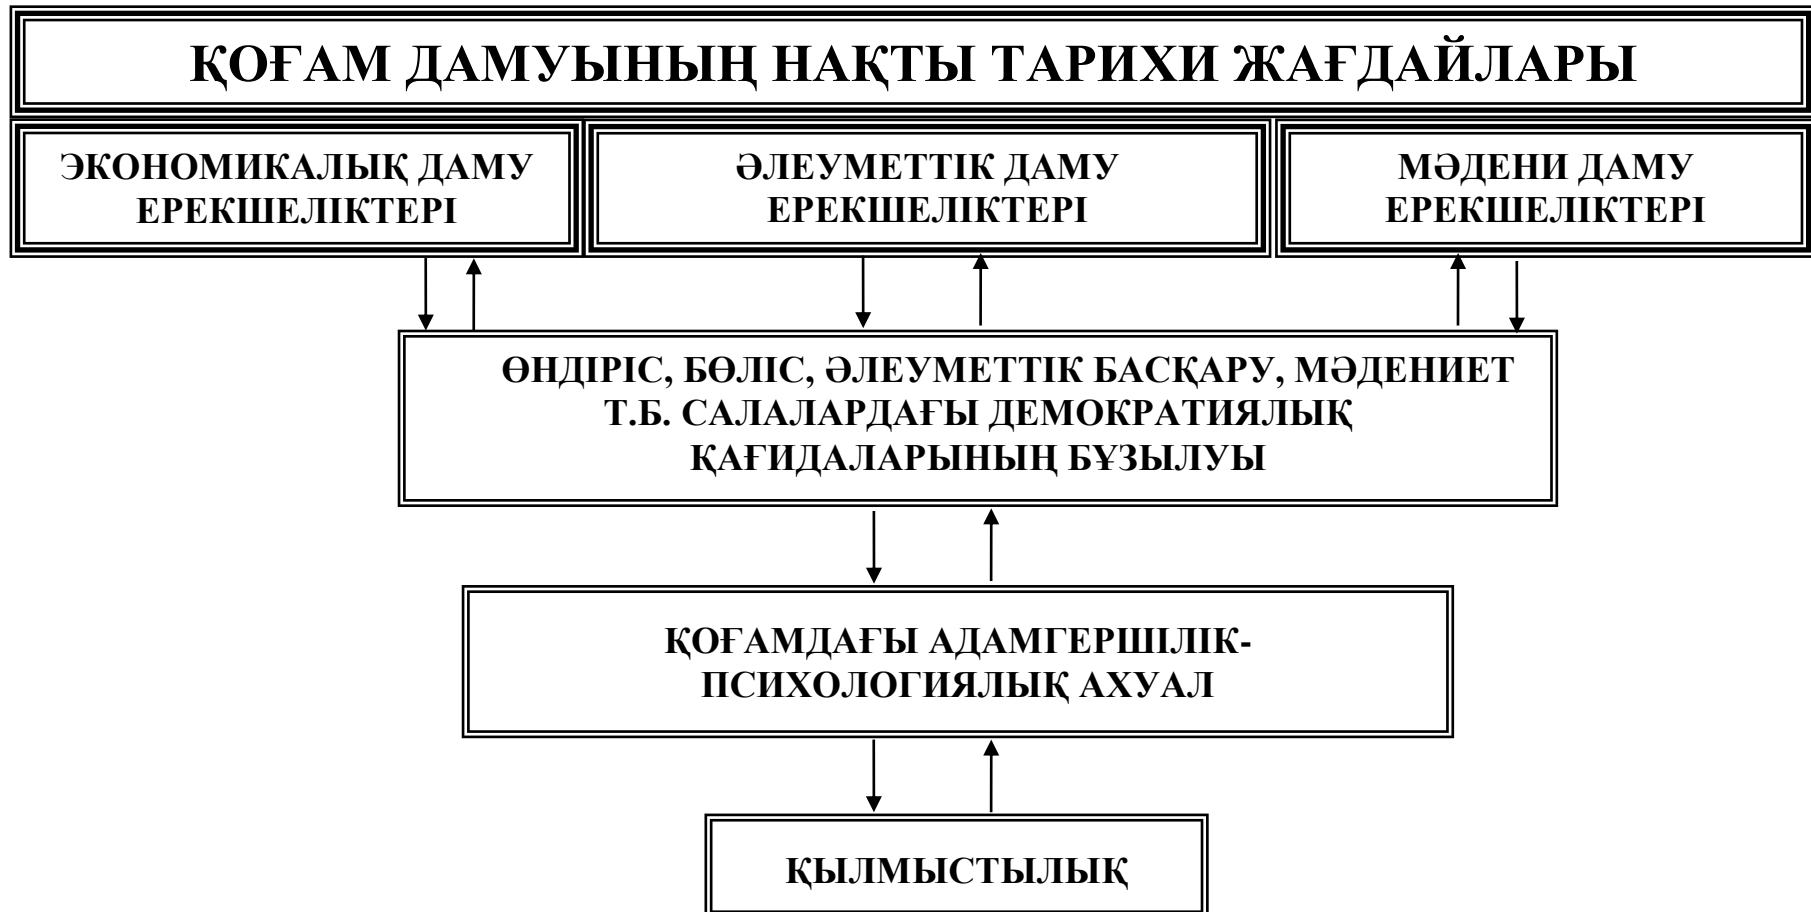 ҚОҒАМ ДАМУЫНЫҢ НАҚТЫ ТАРИХИ ЖАҒДАЙЛАРЫ
ЭКОНОМИКАЛЫҚ ДАМУ
ЕРЕКШЕЛІКТЕРІ
ӘЛЕУМЕТТІК ДАМУ
ЕРЕКШЕЛІКТЕРІ
МӘДЕНИ ДАМУ
ЕРЕКШЕЛІКТЕРІ
ӨНДІРІС, БӨЛІС, ӘЛЕУМЕТТІК БАСҚАРУ, МӘДЕНИЕТ
Т.Б. САЛАЛАРДАҒЫ ДЕМОКРАТИЯЛЫҚ
ҚАҒИДАЛАРЫНЫҢ БҰЗЫЛУЫ
ҚОҒАМДАҒЫ АДАМГЕРШІЛІК-
ПСИХОЛОГИЯЛЫҚ АХУАЛ
ҚЫЛМЫСТЫЛЫҚ